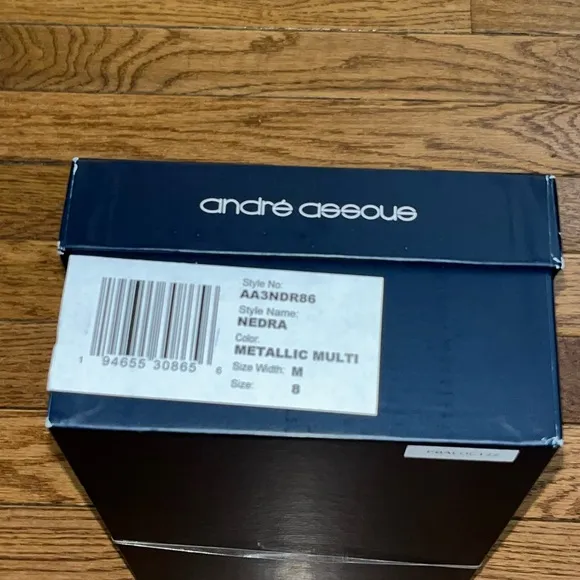 andré assous
Style No:
AA3NDR86
Style Name:
NEDRA
Color:
METALLIC MULTI
Size Width: M
Size: 8
1 94655 30865 6